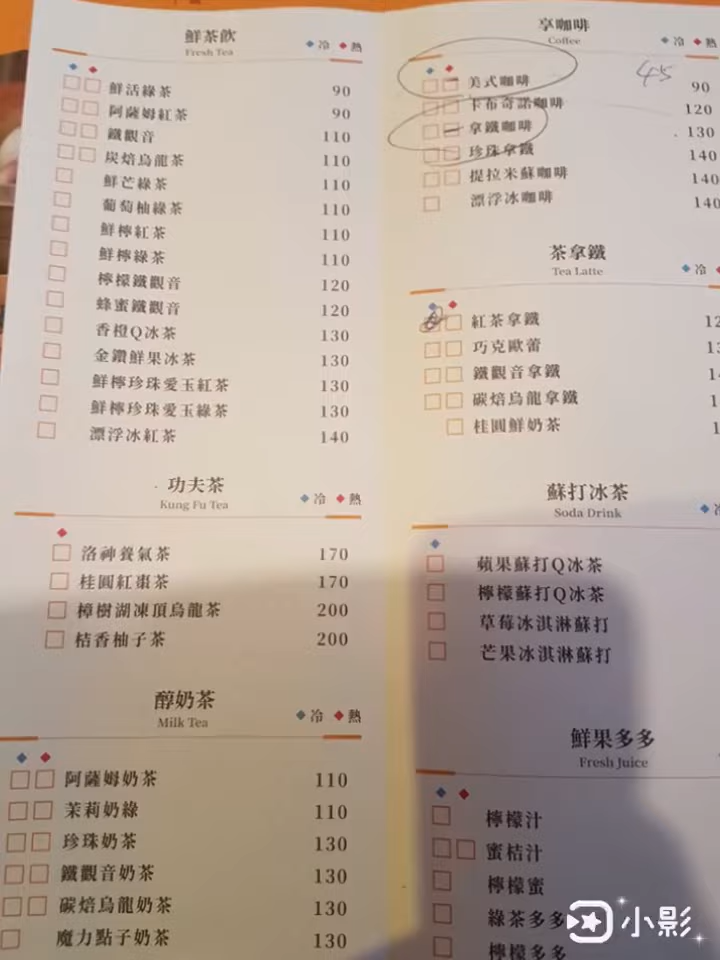 鮮茶飲
Fresh Tea
冷 熱
鮮活綠茶 90
阿薩姆紅茶 90
鐵觀音 110
炭焙烏龍茶 110
鮮芒綠茶 110
葡萄柚綠茶 110
鮮檸紅茶 110
鮮檸綠茶 110
檸檬鐵觀音 120
蜂蜜鐵觀音 120
香橙Q冰茶 130
金鑽鮮果冰茶 130
鮮檸珍珠愛玉紅茶 130
鮮檸珍珠愛玉綠茶 130
漂浮冰紅茶 140
功夫茶
Kung Fu Tea
冷 熱
洛神養氣茶 170
桂圓紅棗茶 170
樟樹湖凍頂烏龍茶 200
桔香柚子茶 200
醇奶茶
Milk Tea
冷 熱
阿薩姆奶茶 110
茉莉奶綠 110
珍珠奶茶 130
鐵觀音奶茶 130
碳焙烏龍奶茶 130
魔力點子奶茶 130
享咖啡
Coffee
冷 熱
45
美式咖啡 90
卡布奇諾咖啡 120
拿鐵咖啡 130
珍珠拿鐵 140
提拉米蘇咖啡 140
漂浮冰咖啡 140
茶拿鐵
Tea Latte
冷
紅茶拿鐵
巧克歐蕾
鐵觀音拿鐵
碳焙烏龍拿鐵
桂圓鮮奶茶
蘇打冰茶
Soda Drink
蘋果蘇打Q冰茶
檸檬蘇打Q冰茶
草莓冰淇淋蘇打
芒果冰淇淋蘇打
鮮果多多
Fresh Juice
檸檬汁
蜜桔汁
檸檬蜜
綠茶多多
檸檬多多
小影